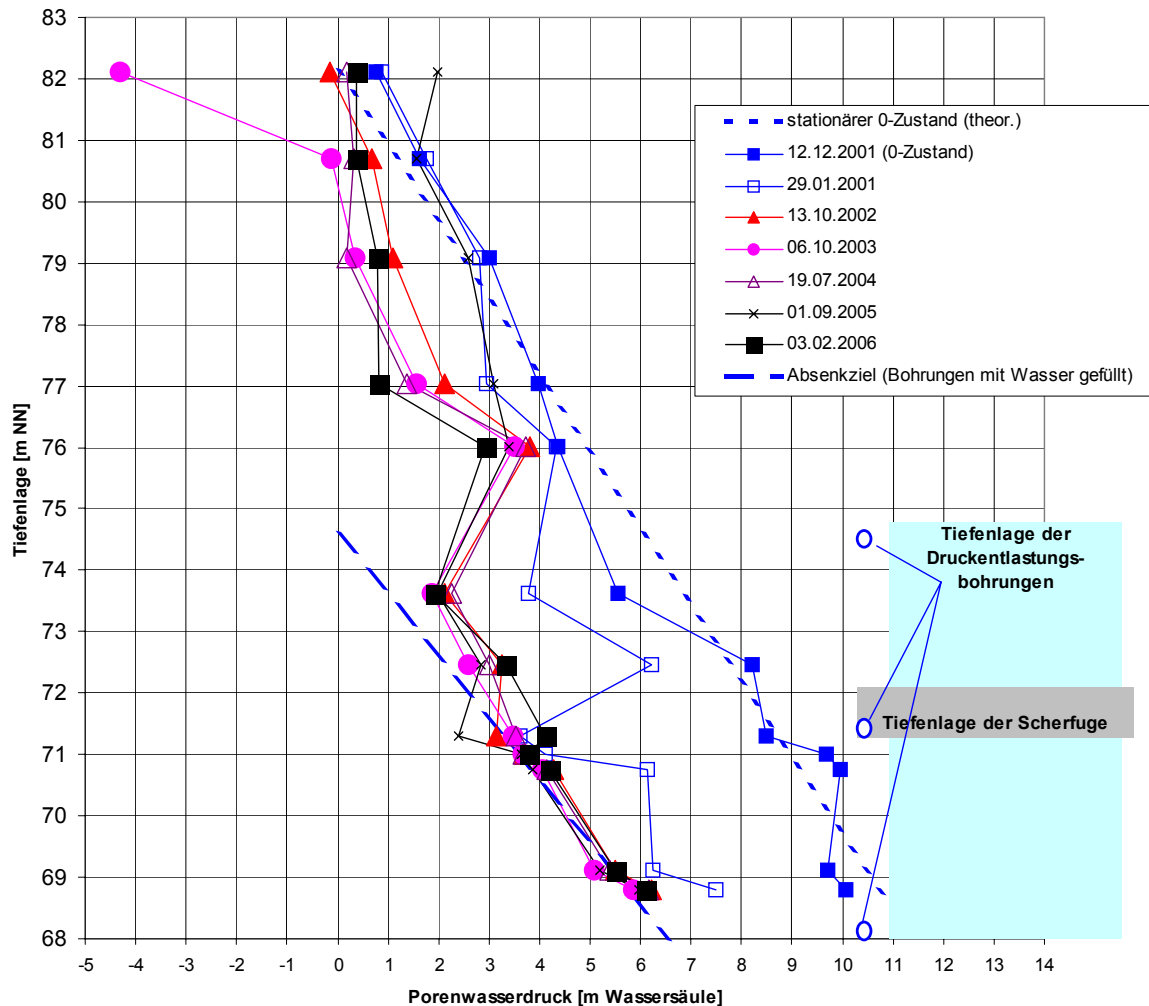 83
82
81
80
79
78
77
76
75
74
73
72
71
70
69
68
Tiefenlage [m NN]
stationärer 0-Zustand (theor.)
12.12.2001 (0-Zustand)
29.01.2001
13.10.2002
06.10.2003
19.07.2004
01.09.2005
03.02.2006
Absenkziel (Bohrungen mit Wasser gefüllt)
Tiefenlage der
Druckentlastungs-
bohrungen
Tiefenlage der Scherfuge
-5 -4 -3 -2 -1 0 1 2 3 4 5 6 7 8 9 10 11 12 13 14
Porenwasserdruck [m Wassersäule]